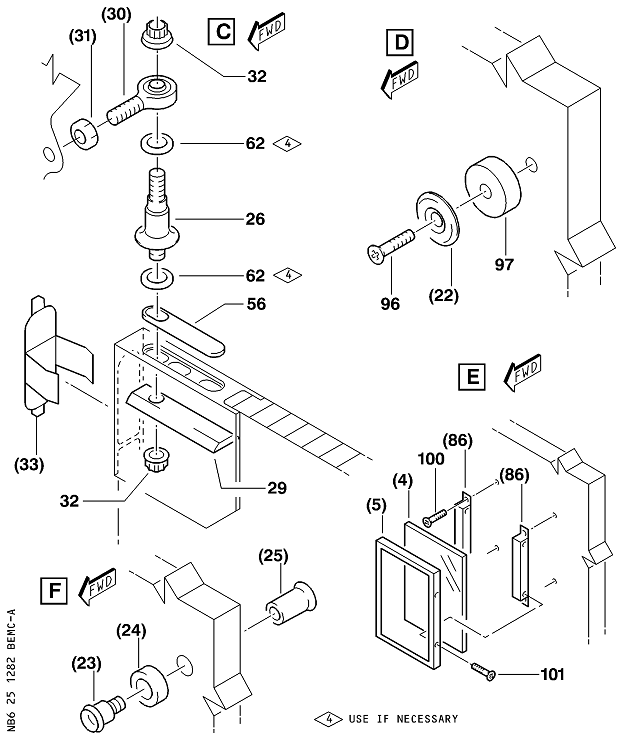 (30)
(31)
C
FWD
32
62 4
26
62 4
56
(33)
32
29
D
FWD
96
(22)
97
E
FWD
(86)
100
(86)
(4)
(5)
101
F
FWD
(25)
(24)
(23)
4 USE IF NECESSARY
NB6 25 1282 BEMC-A